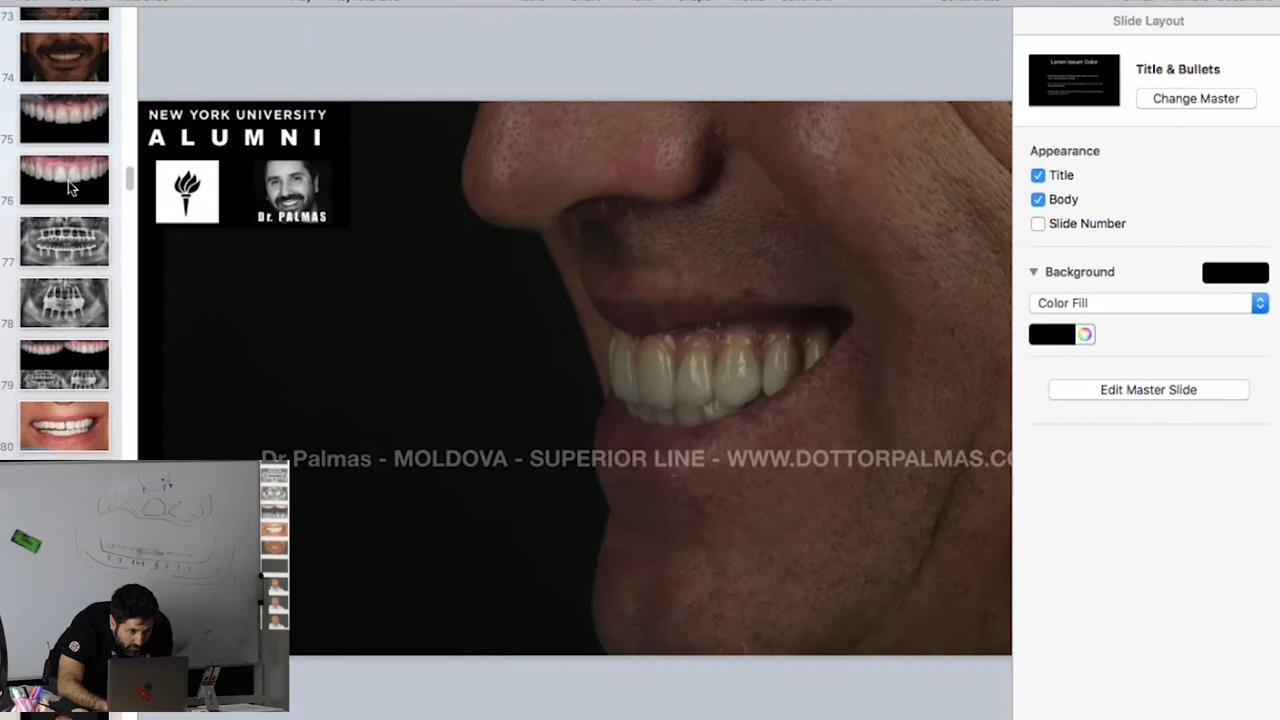 Slide Layout
Title & Bullets
Change Master
Appearance
Title
Body
Slide Number
Background
Color Fill
Edit Master Slide
NEW YORK UNIVERSITY
ALUMNI
Dr. PALMAS
Dr Palmas - MOLDOVA - SUPERIOR LINE - WWW.DOTTORPALMAS.CO
73
74
75
76
77
78
79
80